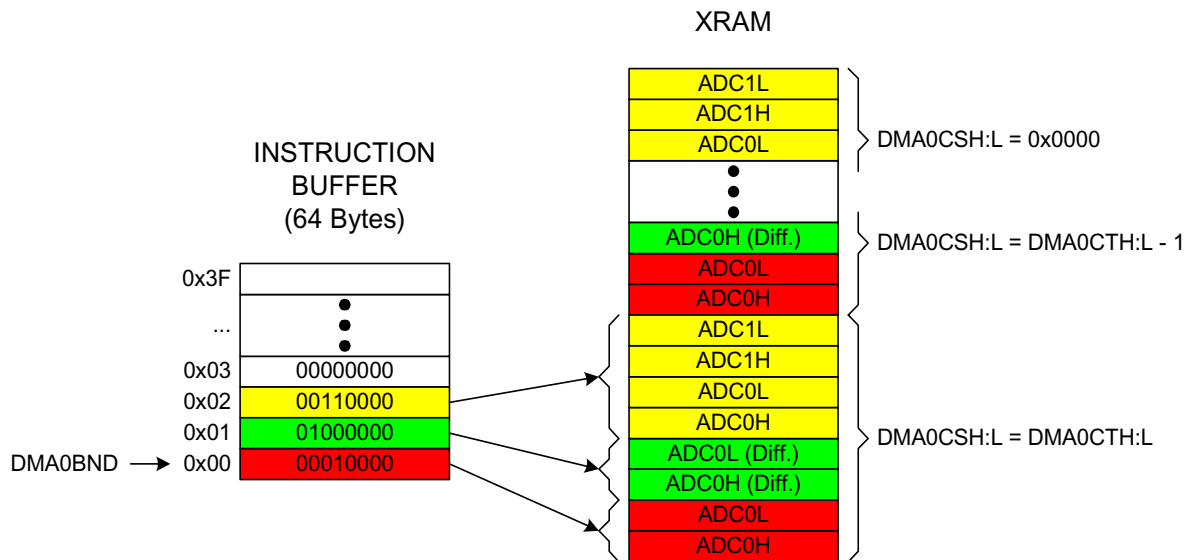 XRAM
ADC1L
ADC1H
ADC0L
DMA0CSH:L = 0x0000
INSTRUCTION
BUFFER
(64 Bytes)
ADC0H (Diff.)
DMA0CSH:L = DMA0CTH:L - 1
ADC0L
ADC0H
0x3F
...
0x03
00000000
0x02
00110000
0x01
01000000
DMA0BND
0x00
00010000
ADC1L
ADC1H
ADC0L
ADC0H
DMA0CSH:L = DMA0CTH:L
ADC0L (Diff.)
ADC0H (Diff.)
ADC0L
ADC0H